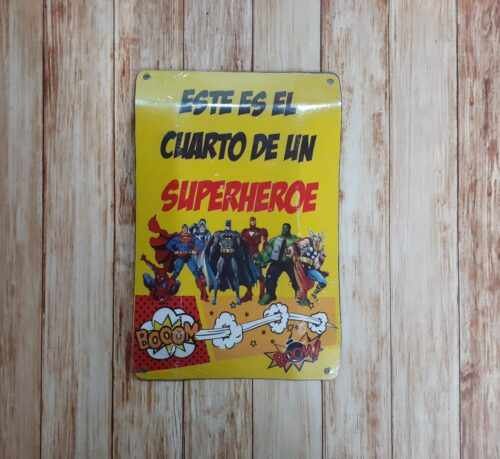 ESTE ES EL
CUARTO DE UN
SUPERHEROE
BOOOM
BOOM!